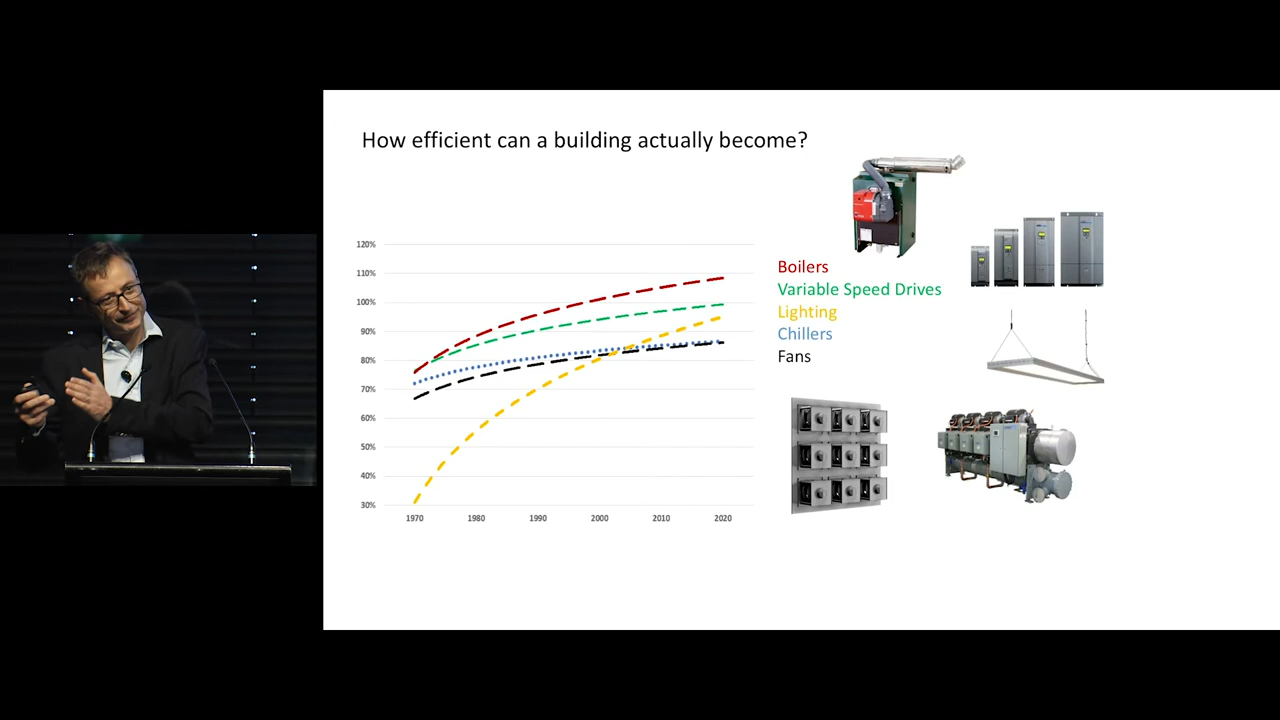 How efficient can a building actually become?
120%
110%
100%
90%
80%
70%
60%
50%
40%
30%
1970 1980 1990 2000 2010 2020
Boilers
Variable Speed Drives
Lighting
Chillers
Fans